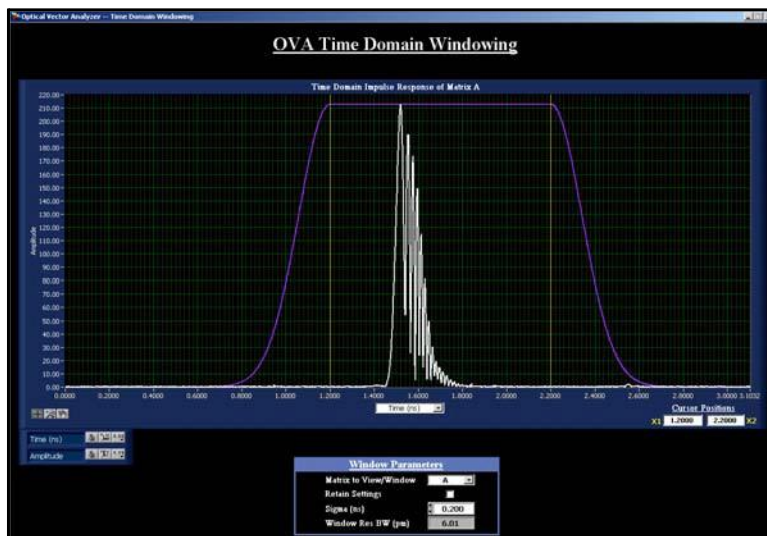 Optical Vector Analyzer -- Time Domain Windowing
OVA Time Domain Windowing
Time Domain Impulse Response of Matrix A
220.00
210.00
200.00
190.00
180.00
170.00
160.00
150.00
140.00
130.00
120.00
110.00
100.00
90.00
80.00
70.00
60.00
50.00
40.00
30.00
20.00
10.00
0.00
Amplitude
0.0000 0.2000 0.4000 0.6000 0.8000 1.0000 1.2000 1.4000 1.6000 1.8000 2.0000 2.2000 2.4000 2.6000 2.8000 3.0000 3.1032
Time (ns)
Cursor Positions
X1 1.2000 2.2000 X2
Time (ns)
Amplitude
Window Parameters
Matrix to View/Window A
Retain Settings
Sigma (ns) 0.200
Window Res BW (pm) 6.01